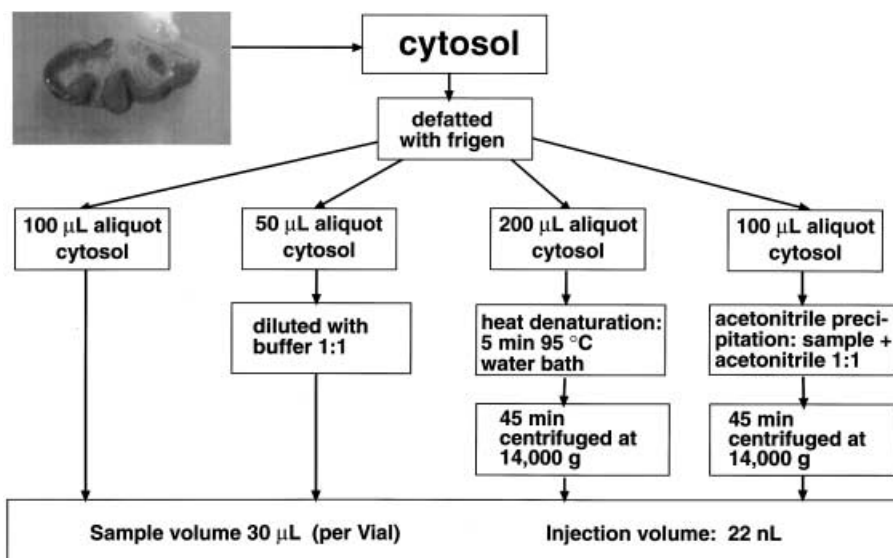 cytosol
defatted
with frigen
100 μL aliquot
cytosol
50 μL aliquot
cytosol
200 μL aliquot
cytosol
100 μL aliquot
cytosol
diluted with
buffer 1:1
heat denaturation:
5 min 95 °C
water bath
acetonitrile preci-
pitation: sample +
acetonitrile 1:1
45 min
centrifuged at
14,000 g
45 min
centrifuged at
14,000 g
Sample volume 30 μL (per Vial)
Injection volume: 22 nL